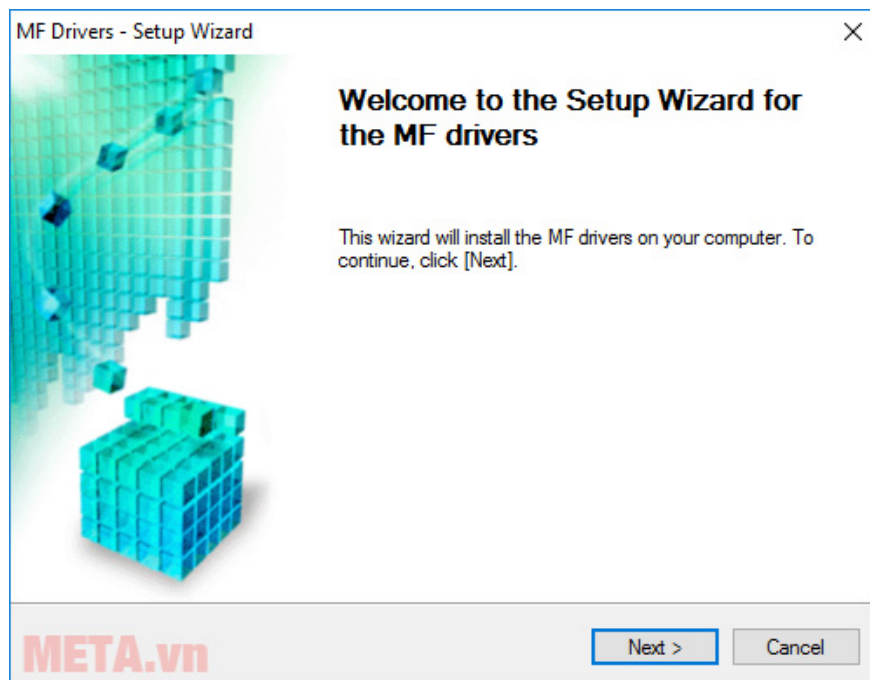 MF Drivers - Setup Wizard
Welcome to the Setup Wizard for
the MF drivers
This wizard will install the MF drivers on your computer. To
continue, click [Next].
META.vn
Next >
Cancel